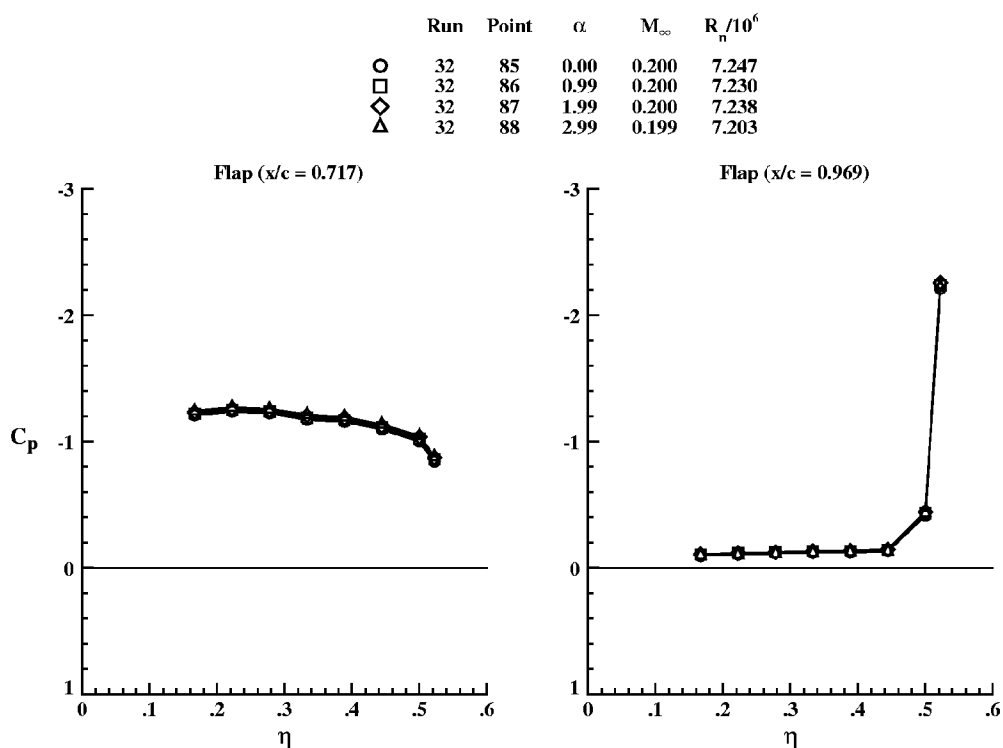 Run Point α M∞ Rn/10⁶
32 85 0.00 0.200 7.247
32 86 0.99 0.200 7.230
32 87 1.99 0.200 7.238
32 88 2.99 0.199 7.203
Flap (x/c = 0.717)
-3
-2
-1
0
1
Cp
0 .1 .2 .3 .4 .5 .6
η
Flap (x/c = 0.969)
-3
-2
-1
0
1
0 .1 .2 .3 .4 .5 .6
η